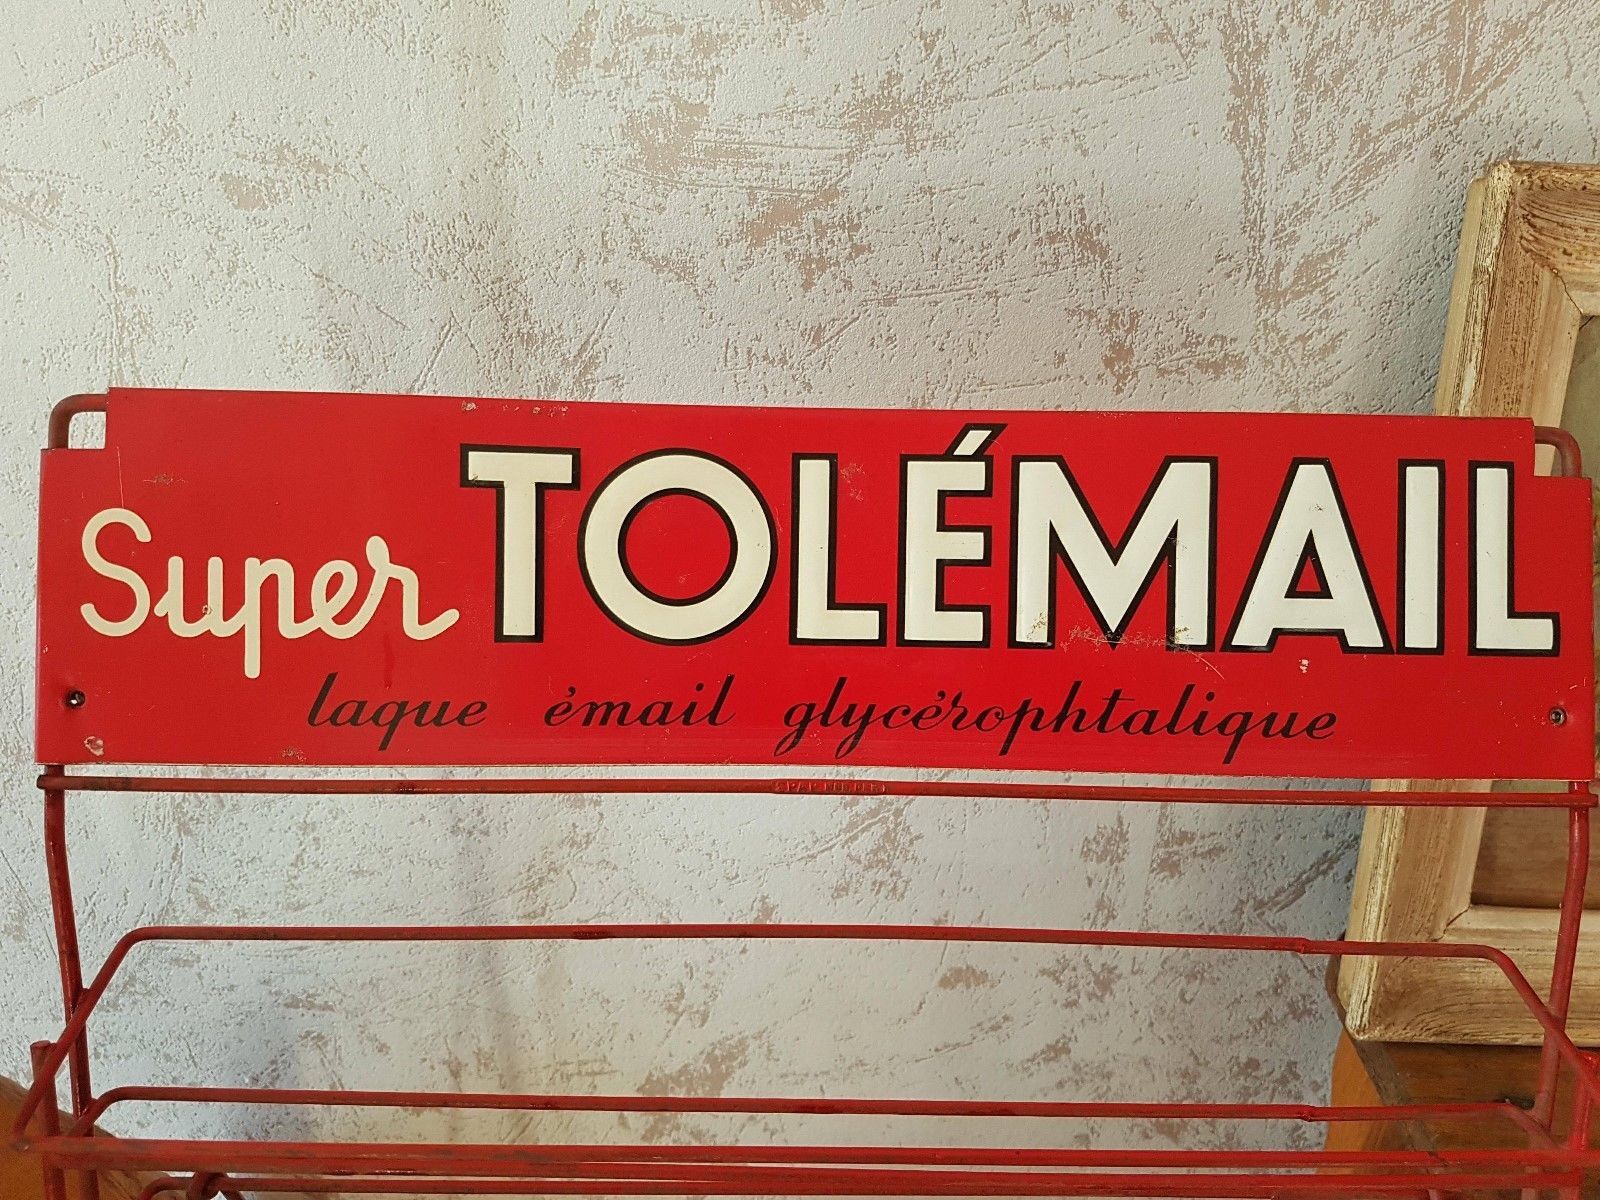 Super TOLÉMAIL
laque émail glycérophtalique